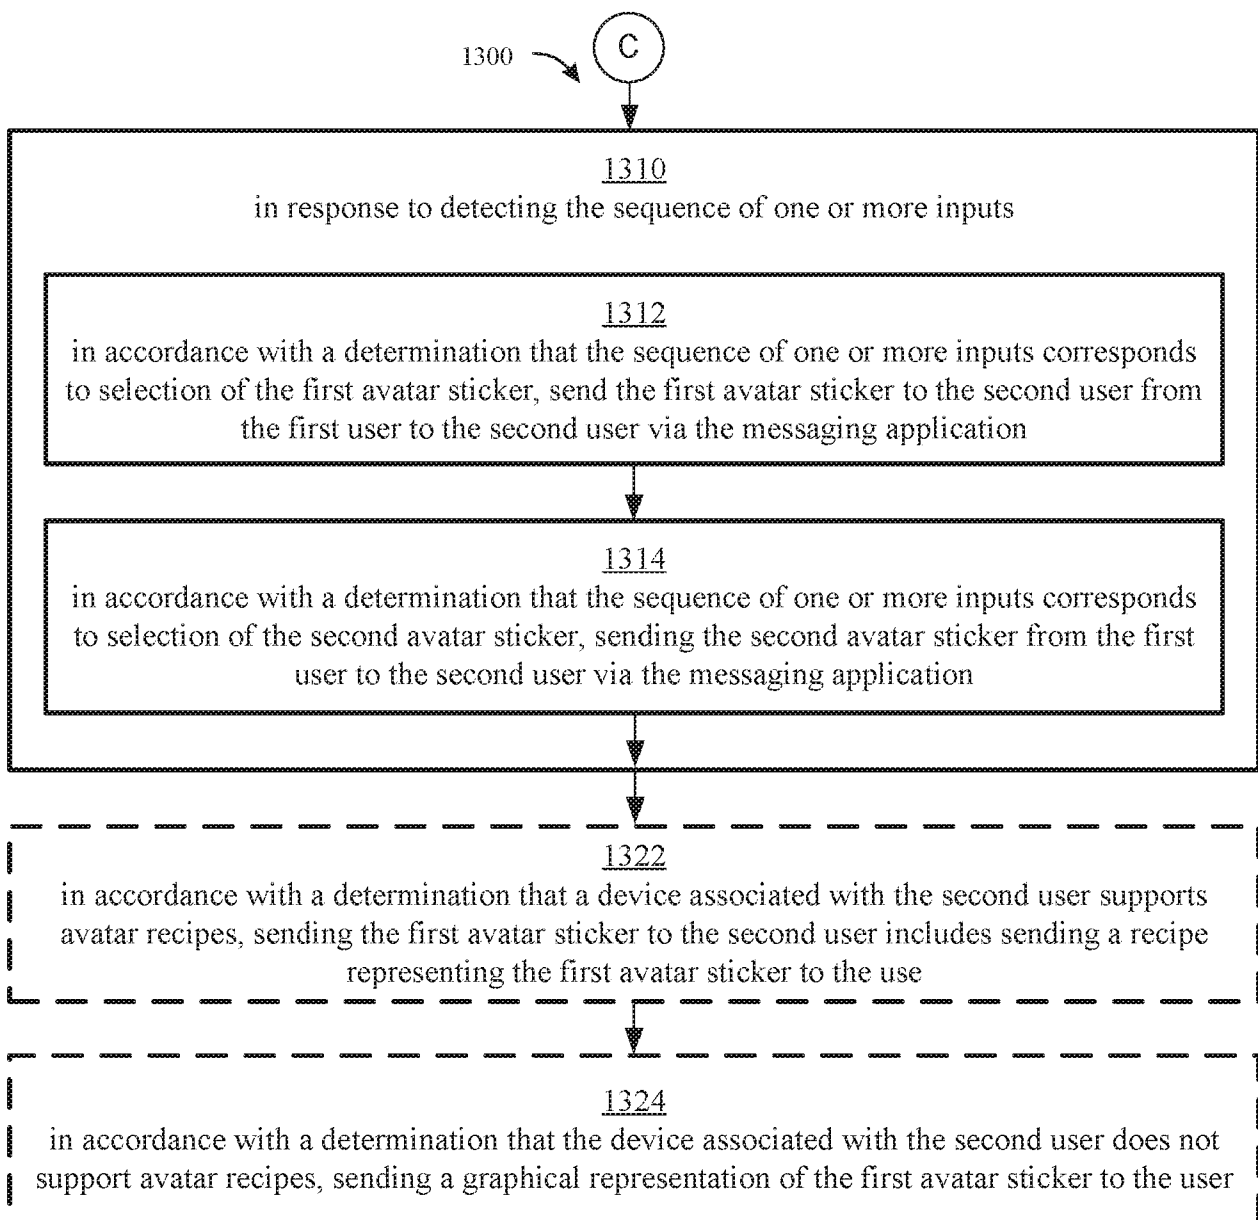 C
1300
1310
in response to detecting the sequence of one or more inputs
1312
in accordance with a determination that the sequence of one or more inputs corresponds
to selection of the first avatar sticker, send the first avatar sticker to the second user from
the first user to the second user via the messaging application
1314
in accordance with a determination that the sequence of one or more inputs corresponds
to selection of the second avatar sticker, sending the second avatar sticker from the first
user to the second user via the messaging application
1322
in accordance with a determination that a device associated with the second user supports
avatar recipes, sending the first avatar sticker to the second user includes sending a recipe
representing the first avatar sticker to the use
1324
in accordance with a determination that the device associated with the second user does not
support avatar recipes, sending a graphical representation of the first avatar sticker to the user